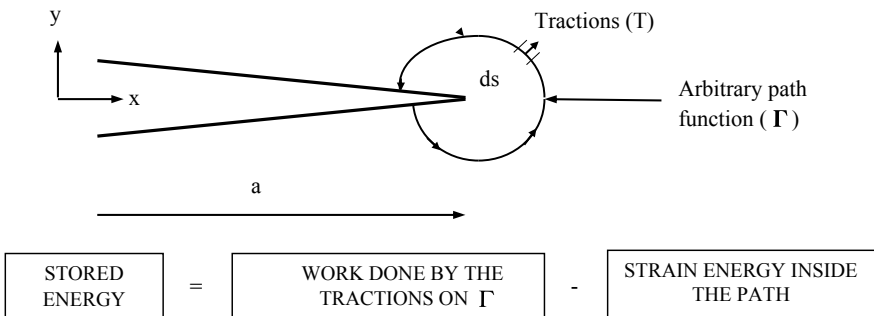 y
x
Tractions (T)
ds
Arbitrary path
function ( Γ )
a
STORED
ENERGY
=
WORK DONE BY THE
TRACTIONS ON Γ
-
STRAIN ENERGY INSIDE
THE PATH